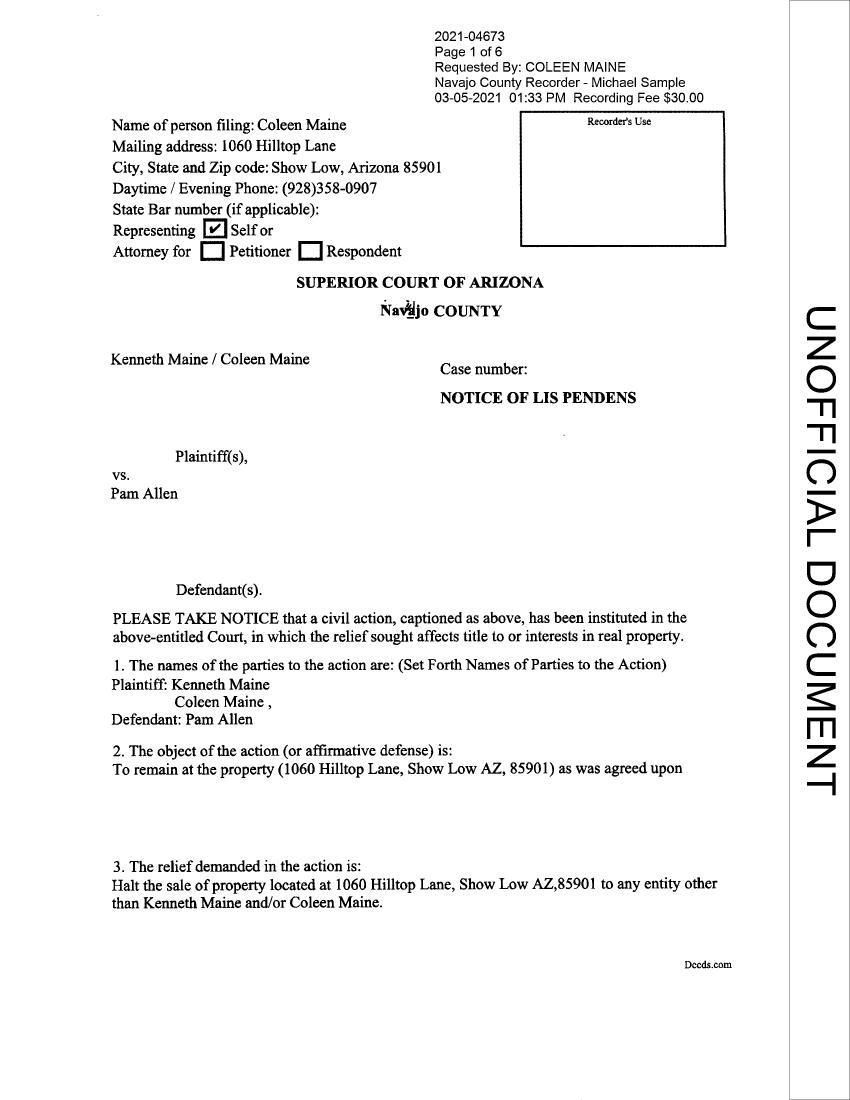 2021-04673
Page 1 of 6
Requested By: COLEEN MAINE
Navajo County Recorder - Michael Sample
03-05-2021 01:33 PM Recording Fee $30.00
Recorder's Use
Name of person filing: Coleen Maine
Mailing address: 1060 Hilltop Lane
City, State and Zip code: Show Low, Arizona 85901
Daytime / Evening Phone: (928)358-0907
State Bar number (if applicable):
Representing ✔ Self or
Attorney for Petitioner Respondent
SUPERIOR COURT OF ARIZONA
Navajo COUNTY
Kenneth Maine / Coleen Maine
Case number:
NOTICE OF LIS PENDENS
Plaintiff(s),
vs.
Pam Allen
Defendant(s).
PLEASE TAKE NOTICE that a civil action, captioned as above, has been instituted in the
above-entitled Court, in which the relief sought affects title to or interests in real property.
1. The names of the parties to the action are: (Set Forth Names of Parties to the Action)
Plaintiff: Kenneth Maine
Coleen Maine ,
Defendant: Pam Allen
2. The object of the action (or affirmative defense) is:
To remain at the property (1060 Hilltop Lane, Show Low AZ, 85901) as was agreed upon
3. The relief demanded in the action is:
Halt the sale of property located at 1060 Hilltop Lane, Show Low AZ,85901 to any entity other
than Kenneth Maine and/or Coleen Maine.
Deeds.com
UNOFFICIAL DOCUMENT